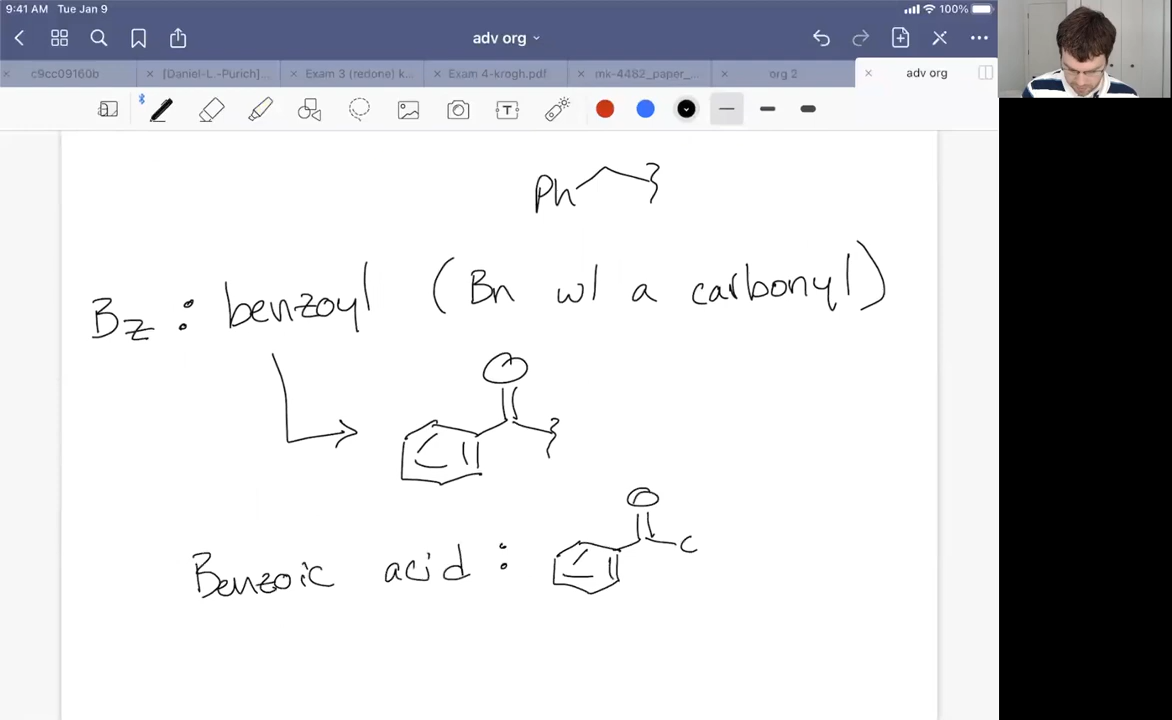 9:41 AM Tue Jan 9
100%
adv org
c9cc09160b
[Daniel-L.-Purich]...
Exam 3 (redone) k...
Exam 4-krogh.pdf
mk-4482_paper_...
org 2
adv org
T
Ph
Bz : benzoyl (Bn w/ a carbonyl)
O
O
Benzoic acid : C